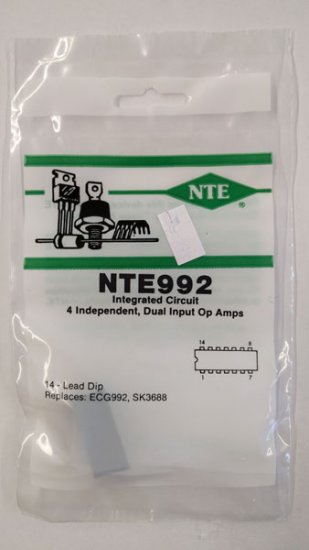 NTE
®
NTE992
Integrated Circuit
4 Independent, Dual Input Op Amps
14 8
1 7
14 - Lead Dip
Replaces: ECG992, SK3688